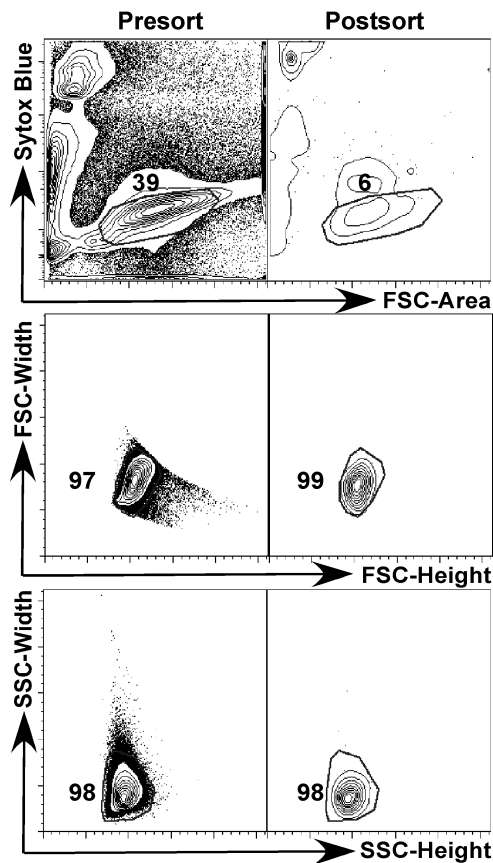 Presort
Postsort
Sytox Blue
39
6
FSC-Area
FSC-Width
97
99
FSC-Height
SSC-Width
98
98
SSC-Height